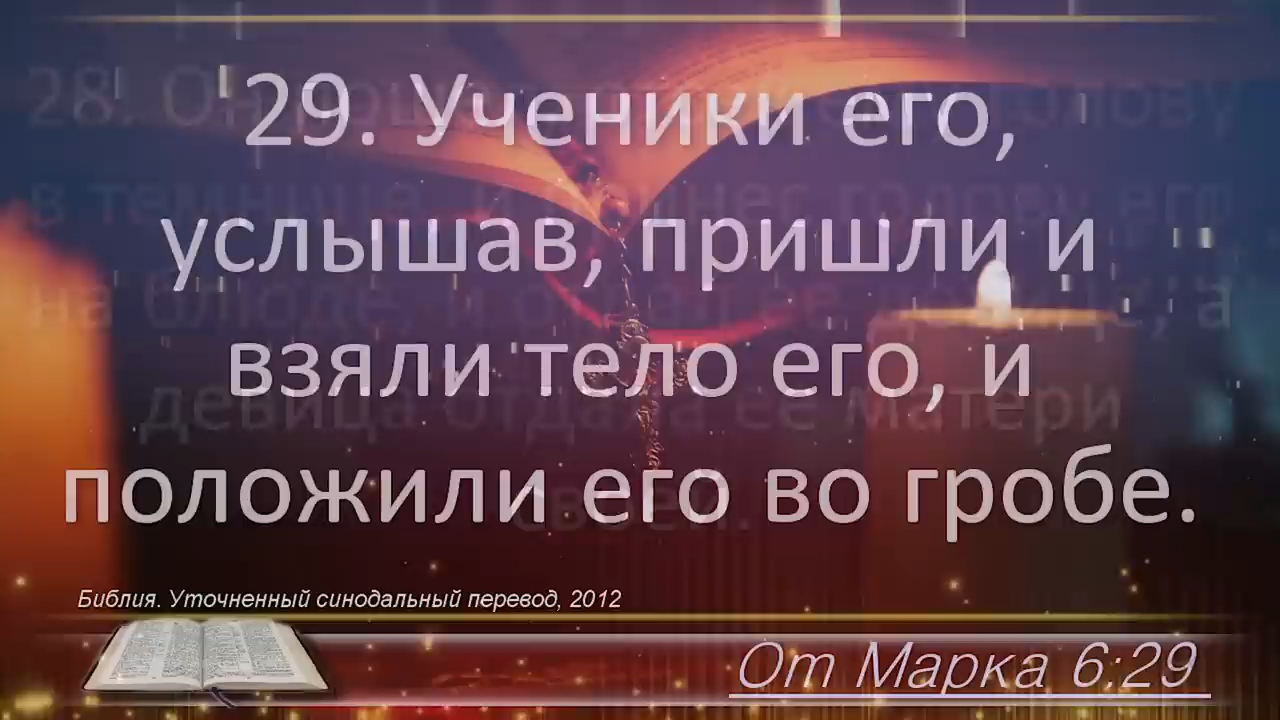 29. Ученики его,
услышав, пришли и
взяли тело его, и
положили его во гробе.
Библия. Уточненный синодальный перевод, 2012
От Марка 6:29